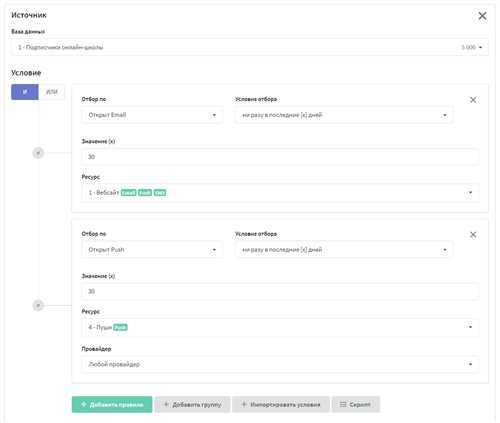 Источник
База данных
1 - Подписчики онлайн-школы 5 000
Условие
И ИЛИ
Отбор по Условие отбора
Открыт Email ни разу в последние [x] дней
Значение (x)
30
Ресурс
1 - Вебсайт Email Push SMS
и
Отбор по Условие отбора
Открыт Push ни разу в последние [x] дней
Значение (x)
30
и
Ресурс
4 - Пуши Push
Провайдер
Любой провайдер
+ Добавить правило + Добавить группу + Импортировать условия Скрипт